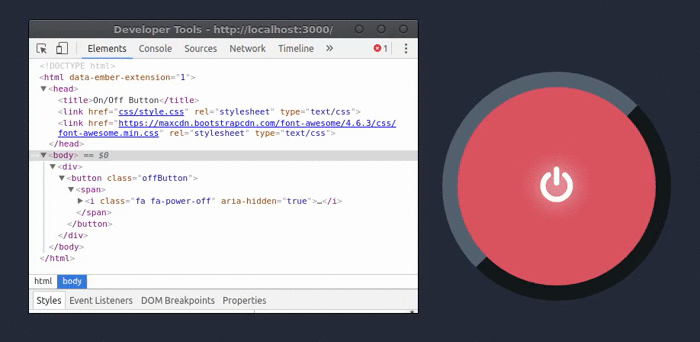 Developer Tools - http://localhost:3000/
Elements Console Sources Network Timeline » 1
<!DOCTYPE html>
<html data-ember-extension="1">
▼<head>
<title>On/Off Button</title>
<link href="css/style.css" rel="stylesheet" type="text/css">
<link href="https://maxcdn.bootstrapcdn.com/font-awesome/4.6.3/css/
font-awesome.min.css" rel="stylesheet" type="text/css">
</head>
▼<body> == $0
▼<div>
▼<button class="offButton">
▼<span>
▶<i class="fa fa-power-off" aria-hidden="true">…</i>
</span>
</button>
</div>
</body>
</html>
html body
Styles Event Listeners DOM Breakpoints Properties